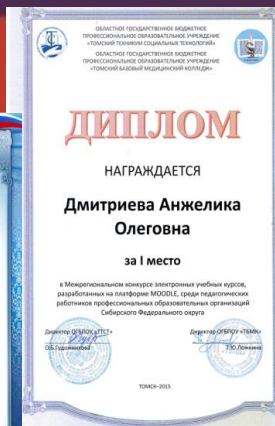 ОБЛАСТНОЕ ГОСУДАРСТВЕННОЕ БЮДЖЕТНОЕ
ПРОФЕССИОНАЛЬНОЕ ОБРАЗОВАТЕЛЬНОЕ УЧРЕЖДЕНИЕ
«ТОМСКИЙ ТЕХНИКУМ СОЦИАЛЬНЫХ ТЕХНОЛОГИЙ»
ОБЛАСТНОЕ ГОСУДАРСТВЕННОЕ БЮДЖЕТНОЕ
ПРОФЕССИОНАЛЬНОЕ ОБРАЗОВАТЕЛЬНОЕ УЧРЕЖДЕНИЕ
«ТОМСКИЙ БАЗОВЫЙ МЕДИЦИНСКИЙ КОЛЛЕДЖ»
ДИПЛОМ
НАГРАЖДАЕТСЯ
Дмитриева Анжелика
Олеговна
за I место
в Межрегиональном конкурсе электронных учебных курсов,
разработанных на платформе MOODLE, среди педагогических
работников профессиональных образовательных организаций
Сибирского Федерального округа
Директор ОГБПОУ «ТТСТ»
Директор ОГБПОУ «ТБМК»
ТОМСК–2015